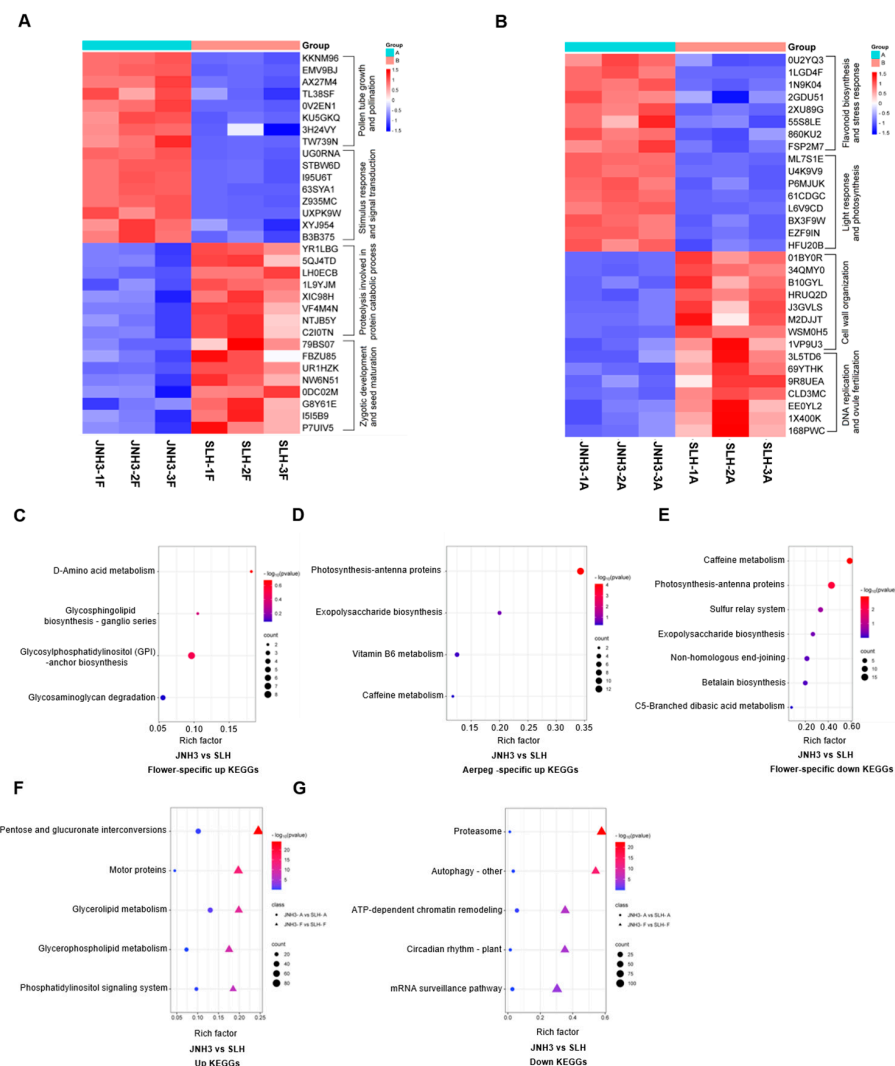 A
Group
KKNM96
EMV9BJ
AX27M4
TL38SF
0V2EN1
KU5GKQ
3H24VY
TW739N
UG0RNA
STBW6D
I95U6T
63SYA1
Z935MC
UXPK9W
XYJ954
B3B375
YR1LBG
5QJ4TD
LH0ECB
1L9YJM
XIC98H
VF4M4N
NTJB5Y
C2I0TN
79BS07
FBZU85
UR1HZK
NW6N51
0DC02M
G8Y61E
I5I5B9
P7UIV5
Pollen tube growth
and pollination
Stimulus response
and signal transduction
Proteolysis involved in
protein catabolic process
Zygotic development
and seed maturation
Group
A
B
1.5
1
0.5
0
- 0.5
- 1
- 1.5
JNH3-1F
JNH3-2F
JNH3-3F
SLH-1F
SLH-2F
SLH-3F
B
Group
0U2YQ3
1LGD4F
1N9K04
2GDU51
2XU89G
55S8LE
860KU2
FSP2M7
ML7S1E
U4K9V9
P6MJUK
61CDGC
L6V9CD
BX3F9W
EZF9IN
HFU20B
01BY0R
34QMY0
B10GYL
HRUQ2D
J3GVLS
M2DJJT
WSM0H5
1VP9U3
3L5TD6
69YTHK
9R8UEA
CLD3MC
EE0YL2
1X400K
168PWC
Flavonoid biosynthesis
and stress response
Light response
and photosynthesis
Cell wall organization
DNA replication
and ovule fertilization
Group
A
B
1.5
1
0.5
0
- 0.5
- 1
- 1.5
JNH3-1A
JNH3-2A
JNH3-3A
SLH-1A
SLH-2A
SLH-3A
C
D-Amino acid metabolism
Glycosphingolipid
biosynthesis - ganglio series
Glycosylphosphatidylinositol (GPI)
-anchor biosynthesis
Glycosaminoglycan degradation
0.05 0.10 0.15
Rich factor
JNH3 vs SLH
Flower-specific up KEGGs
- log₁₀(pvalue)
0.6
0.4
0.2
count
2
3
4
5
6
7
8
D
Photosynthesis-antenna proteins
Exopolysaccharide biosynthesis
Vitamin B6 metabolism
Caffeine metabolism
0.15 0.20 0.25 0.30 0.35
Rich factor
JNH3 vs SLH
Aerpeg -specific up KEGGs
- log₁₀(pvalue)
4
3
2
1
count
2
4
6
8
10
12
E
Caffeine metabolism
Photosynthesis-antenna proteins
Sulfur relay system
Exopolysaccharide biosynthesis
Non-homologous end-joining
Betalain biosynthesis
C5-Branched dibasic acid metabolism
0.1 0.20 0.30 0.40 0.50 0.60
Rich factor
JNH3 vs SLH
Flower-specific down KEGGs
- log₁₀(pvalue)
2
1
count
5
10
15
F
Pentose and glucuronate interconversions
Motor proteins
Glycerolipid metabolism
Glycerophospholipid metabolism
Phosphatidylinositol signaling system
0.05 0.10 0.15 0.20 0.25
Rich factor
JNH3 vs SLH
Up KEGGs
- log₁₀(pvalue)
20
15
10
5
class
JNH3- A vs SLH- A
JNH3- F vs SLH- F
count
20
40
60
80
G
Proteasome
Autophagy - other
ATP-dependent chromatin remodeling
Circadian rhythm - plant
mRNA surveillance pathway
0.0 0.2 0.4 0.6
Rich factor
JNH3 vs SLH
Down KEGGs
- log₁₀(pvalue)
20
15
10
5
class
JNH3- A vs SLH- A
JNH3- F vs SLH- F
count
25
50
75
100